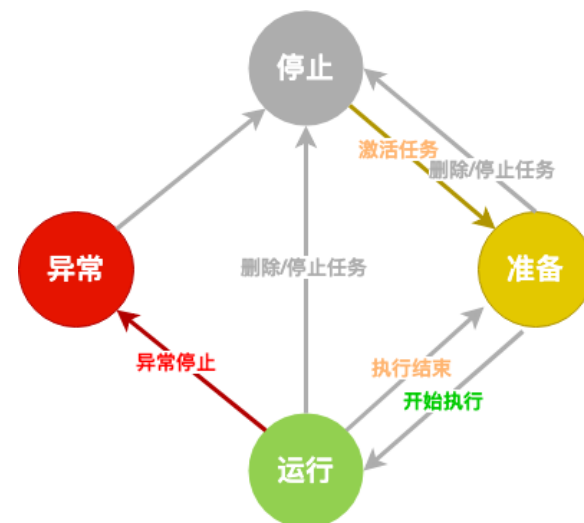 停止
激活任务
删除/停止任务
异常
删除/停止任务
准备
异常停止
执行结束
开始执行
运行